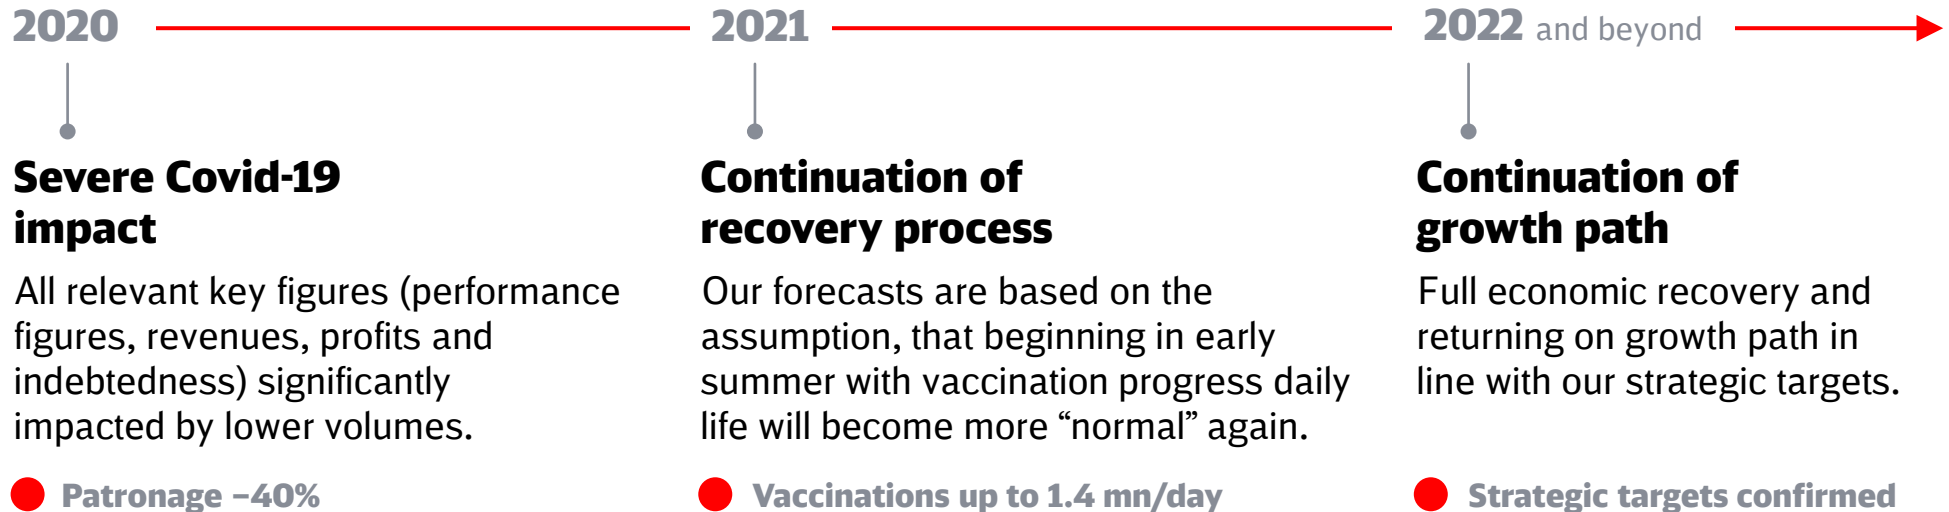 2020
2021
2022 and beyond
Severe Covid-19
impact
All relevant key figures (performance
figures, revenues, profits and
indebtedness) significantly
impacted by lower volumes.
Patronage –40%
Continuation of
recovery process
Our forecasts are based on the
assumption, that beginning in early
summer with vaccination progress daily
life will become more “normal” again.
Vaccinations up to 1.4 mn/day
Continuation of
growth path
Full economic recovery and
returning on growth path in
line with our strategic targets.
Strategic targets confirmed